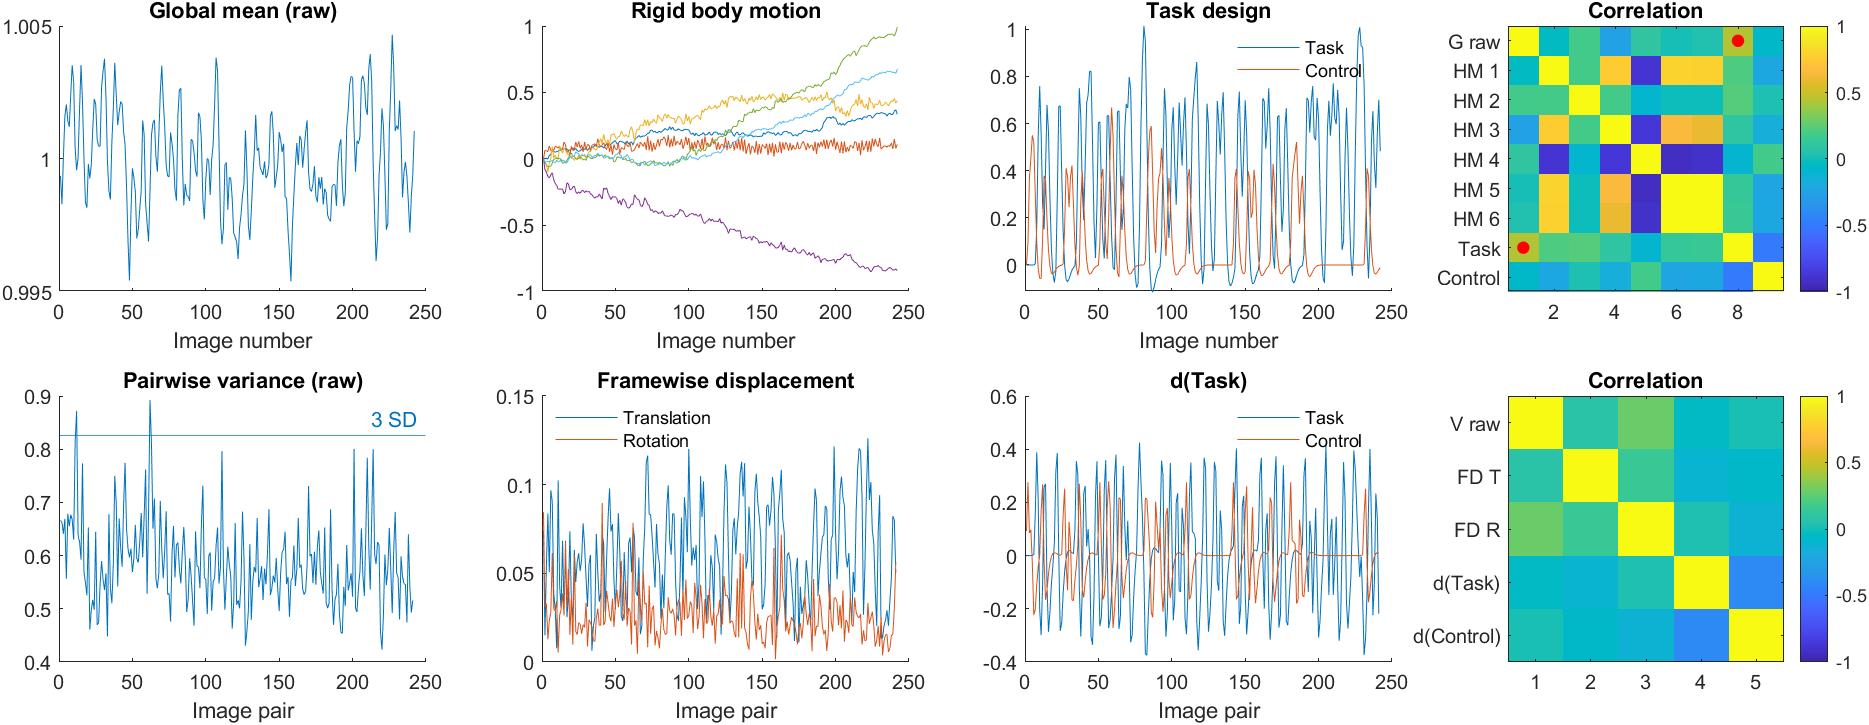 Global mean (raw)
1.005
1
0.995
0 50 100 150 200 250
Image number
Rigid body motion
1
0.5
0
-0.5
-1
0 50 100 150 200 250
Image number
Task design
Task
Control
1
0.8
0.6
0.4
0.2
0
0 50 100 150 200 250
Image number
Correlation
G raw
HM 1
HM 2
HM 3
HM 4
HM 5
HM 6
Task
Control
2 4 6 8
1
0.5
0
-0.5
-1
Pairwise variance (raw)
3 SD
0.9
0.8
0.7
0.6
0.5
0.4
0 50 100 150 200 250
Image pair
Framewise displacement
Translation
Rotation
0.15
0.1
0.05
0
0 50 100 150 200 250
Image pair
d(Task)
Task
Control
0.6
0.4
0.2
0
-0.2
-0.4
0 50 100 150 200 250
Image pair
Correlation
V raw
FD T
FD R
d(Task)
d(Control)
1 2 3 4 5
1
0.5
0
-0.5
-1